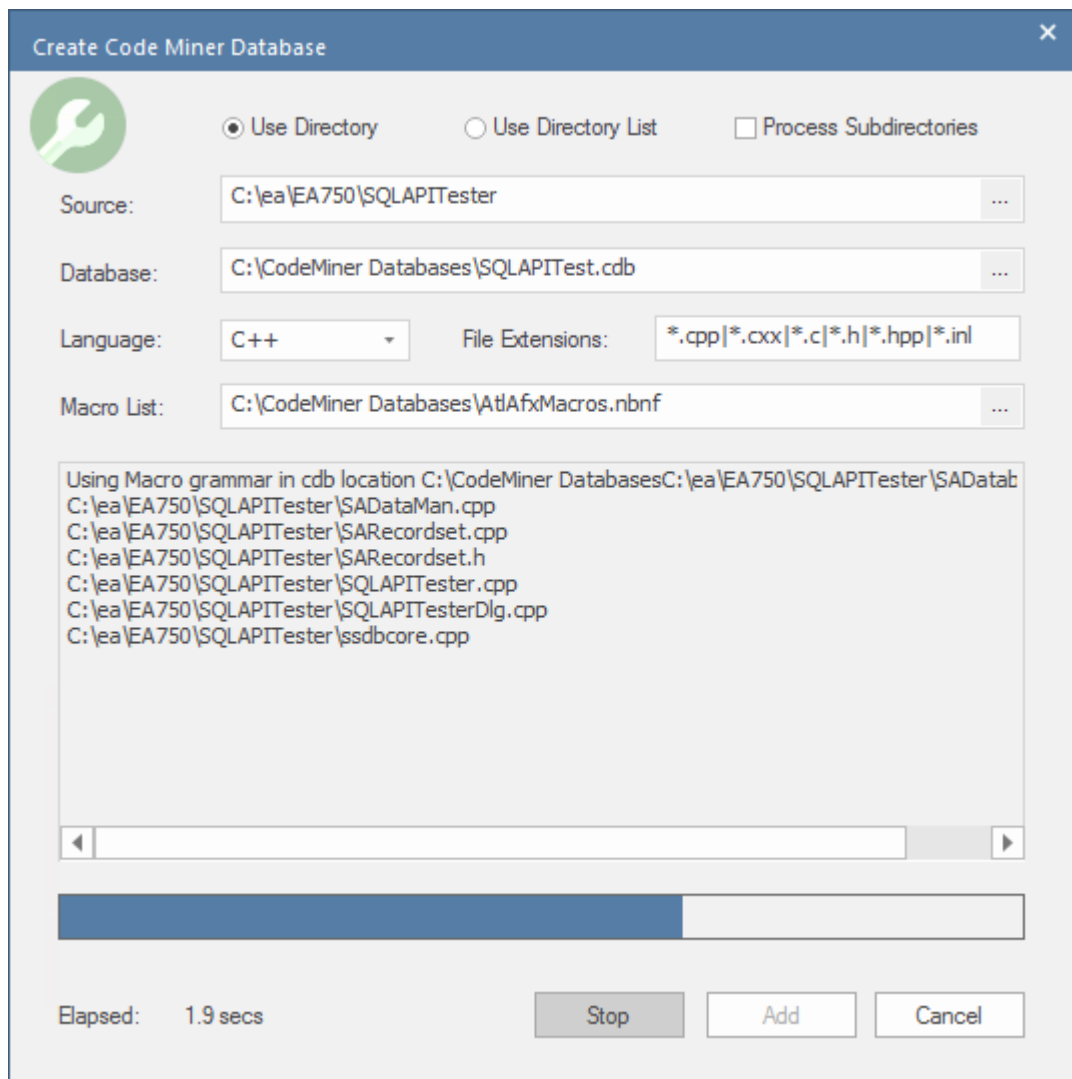 Create Code Miner Database
Use Directory Use Directory List Process Subdirectories
Source: C:\ea\EA750\SQLAPITester ...
Database: C:\CodeMiner Databases\SQLAPITest.cdb ...
Language: C++ File Extensions: *.cpp|*.cxx|*.c|*.h|*.hpp|*.inl
Macro List: C:\CodeMiner Databases\AtlAfxMacros.nbnf ...
Using Macro grammar in cdb location C:\CodeMiner DatabasesC:\ea\EA750\SQLAPITester\SADatab
C:\ea\EA750\SQLAPITester\SADataMan.cpp
C:\ea\EA750\SQLAPITester\SARecordset.cpp
C:\ea\EA750\SQLAPITester\SARecordset.h
C:\ea\EA750\SQLAPITester\SQLAPITester.cpp
C:\ea\EA750\SQLAPITester\SQLAPITesterDlg.cpp
C:\ea\EA750\SQLAPITester\ssdbcore.cpp
Elapsed: 1.9 secs Stop Add Cancel